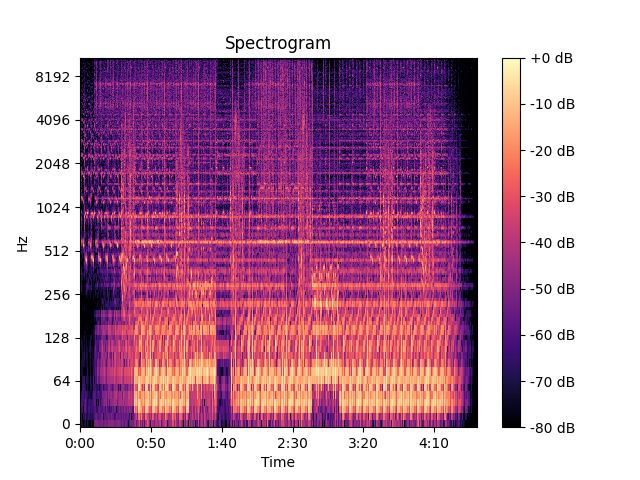 Spectrogram
8192
4096
2048
1024
512
256
128
64
0
Hz
0:00 0:50 1:40 2:30 3:20 4:10
Time
+0 dB
-10 dB
-20 dB
-30 dB
-40 dB
-50 dB
-60 dB
-70 dB
-80 dB